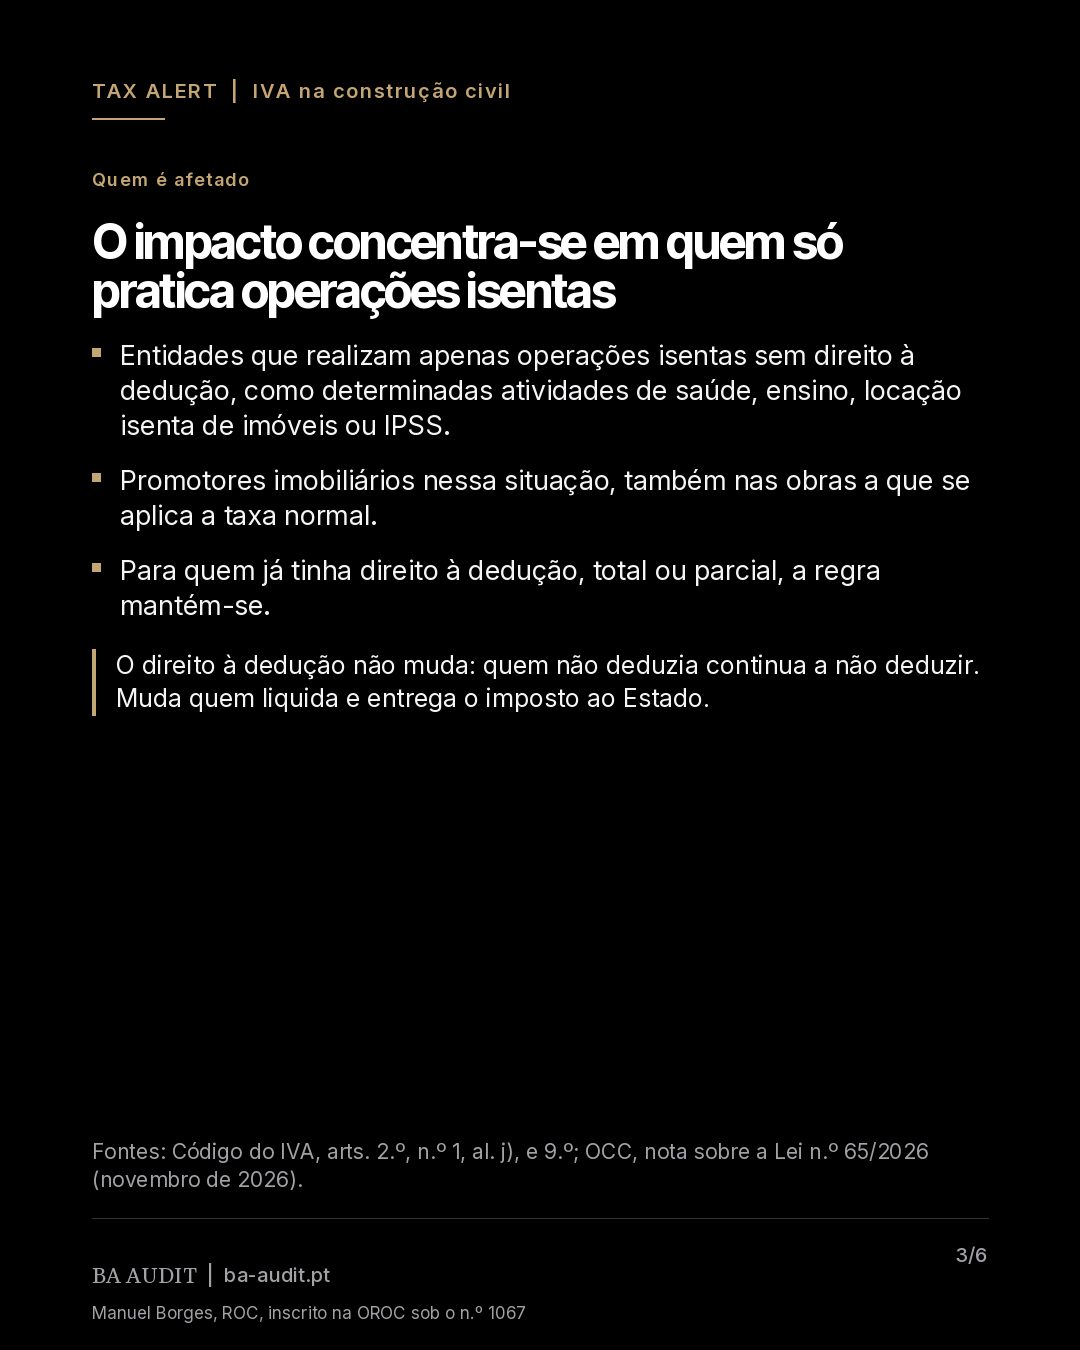 TAX ALERT | IVA na construção civil
Quem é afetado
O impacto concentra-se em quem só
pratica operações isentas
Entidades que realizam apenas operações isentas sem direito à
dedução, como determinadas atividades de saúde, ensino, locação
isenta de imóveis ou IPSS.
Promotores imobiliários nessa situação, também nas obras a que se
aplica a taxa normal.
Para quem já tinha direito à dedução, total ou parcial, a regra
mantém-se.
O direito à dedução não muda: quem não deduzia continua a não deduzir.
Muda quem liquida e entrega o imposto ao Estado.
Fontes: Código do IVA, arts. 2.º, n.º 1, al. j), e 9.º; OCC, nota sobre a Lei n.º 65/2026
(novembro de 2026).
3/6
BA AUDIT | ba-audit.pt
Manuel Borges, ROC, inscrito na OROC sob o n.º 1067